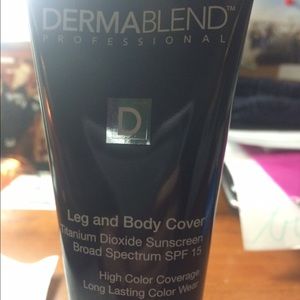 DERMABLEND™
PROFESSIONAL
D
Leg and Body Cover
Titanium Dioxide Sunscreen
Broad Spectrum SPF 15
High Color Coverage
Long Lasting Color Wear